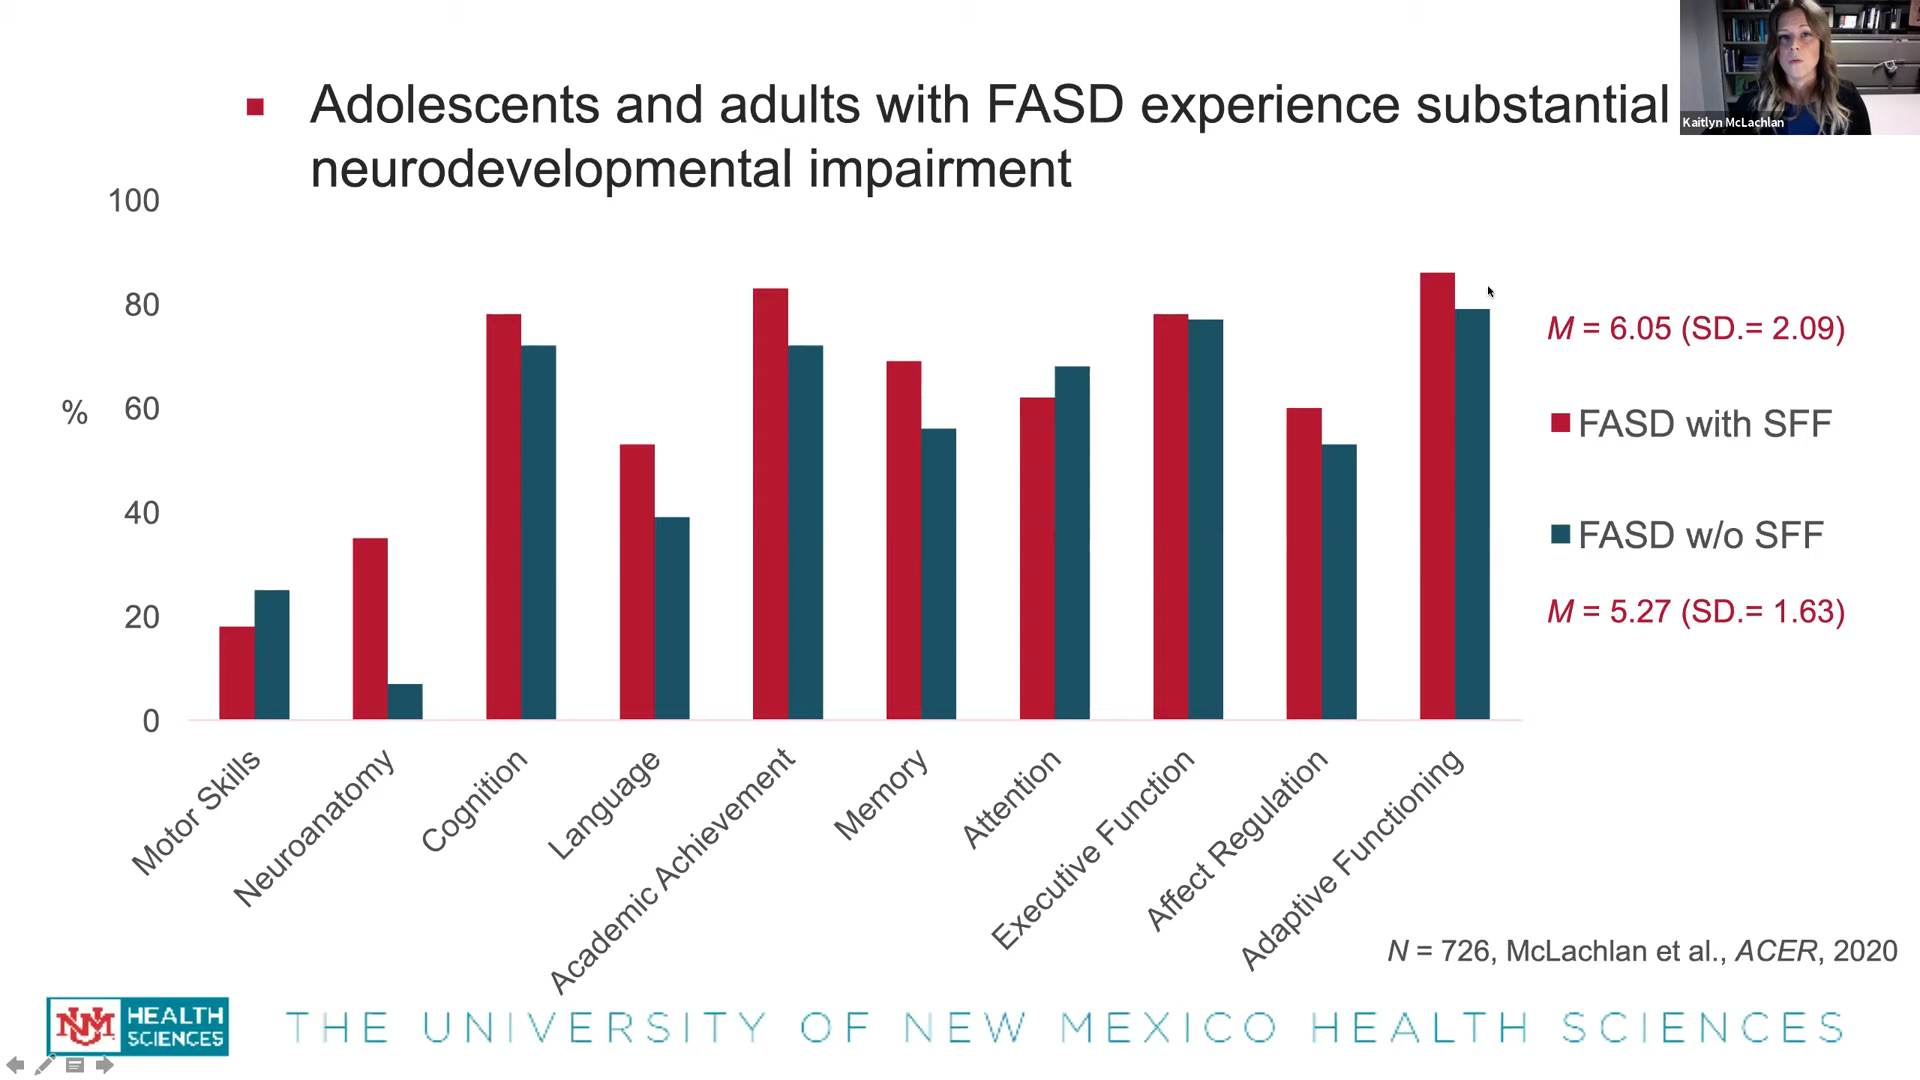 Adolescents and adults with FASD experience substantial
neurodevelopmental impairment
Kaitlyn McLachlan
100
80
60
40
20
0
%
M = 6.05 (SD.= 2.09)
FASD with SFF
FASD w/o SFF
M = 5.27 (SD.= 1.63)
Motor Skills
Neuroanatomy
Cognition
Language
Academic Achievement
Memory
Attention
Executive Function
Affect Regulation
Adaptive Functioning
N = 726, McLachlan et al., ACER, 2020
UNM HEALTH
SCIENCES
THE UNIVERSITY OF NEW MEXICO HEALTH SCIENCES